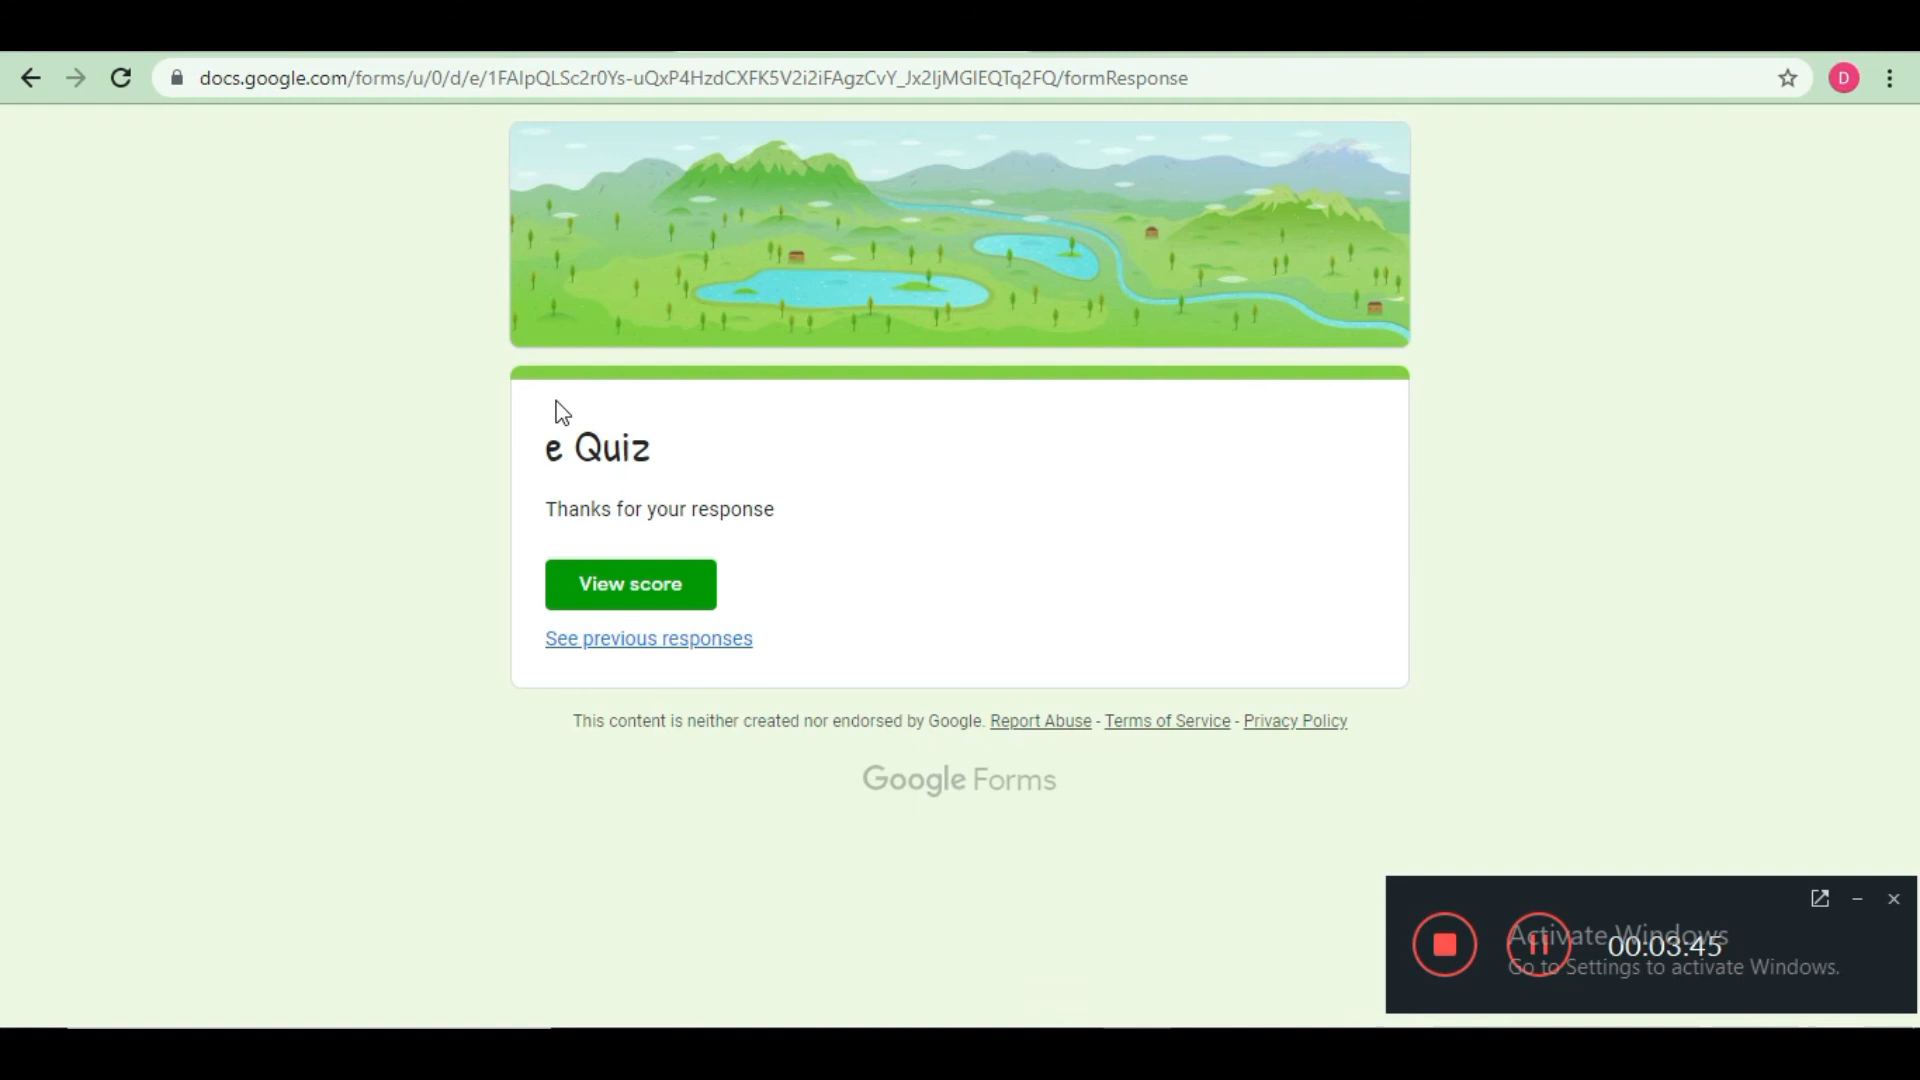 docs.google.com/forms/u/0/d/e/1FAIpQLSc2r0Ys-uQxP4HzdCXFK5V2i2iFAgzCvY_Jx2IjMGIEQTq2FQ/formResponse
D
e Quiz
Thanks for your response
View score
See previous responses
This content is neither created nor endorsed by Google. Report Abuse - Terms of Service - Privacy Policy
Google Forms
Activate Windows
00:03:45
Go to Settings to activate Windows.